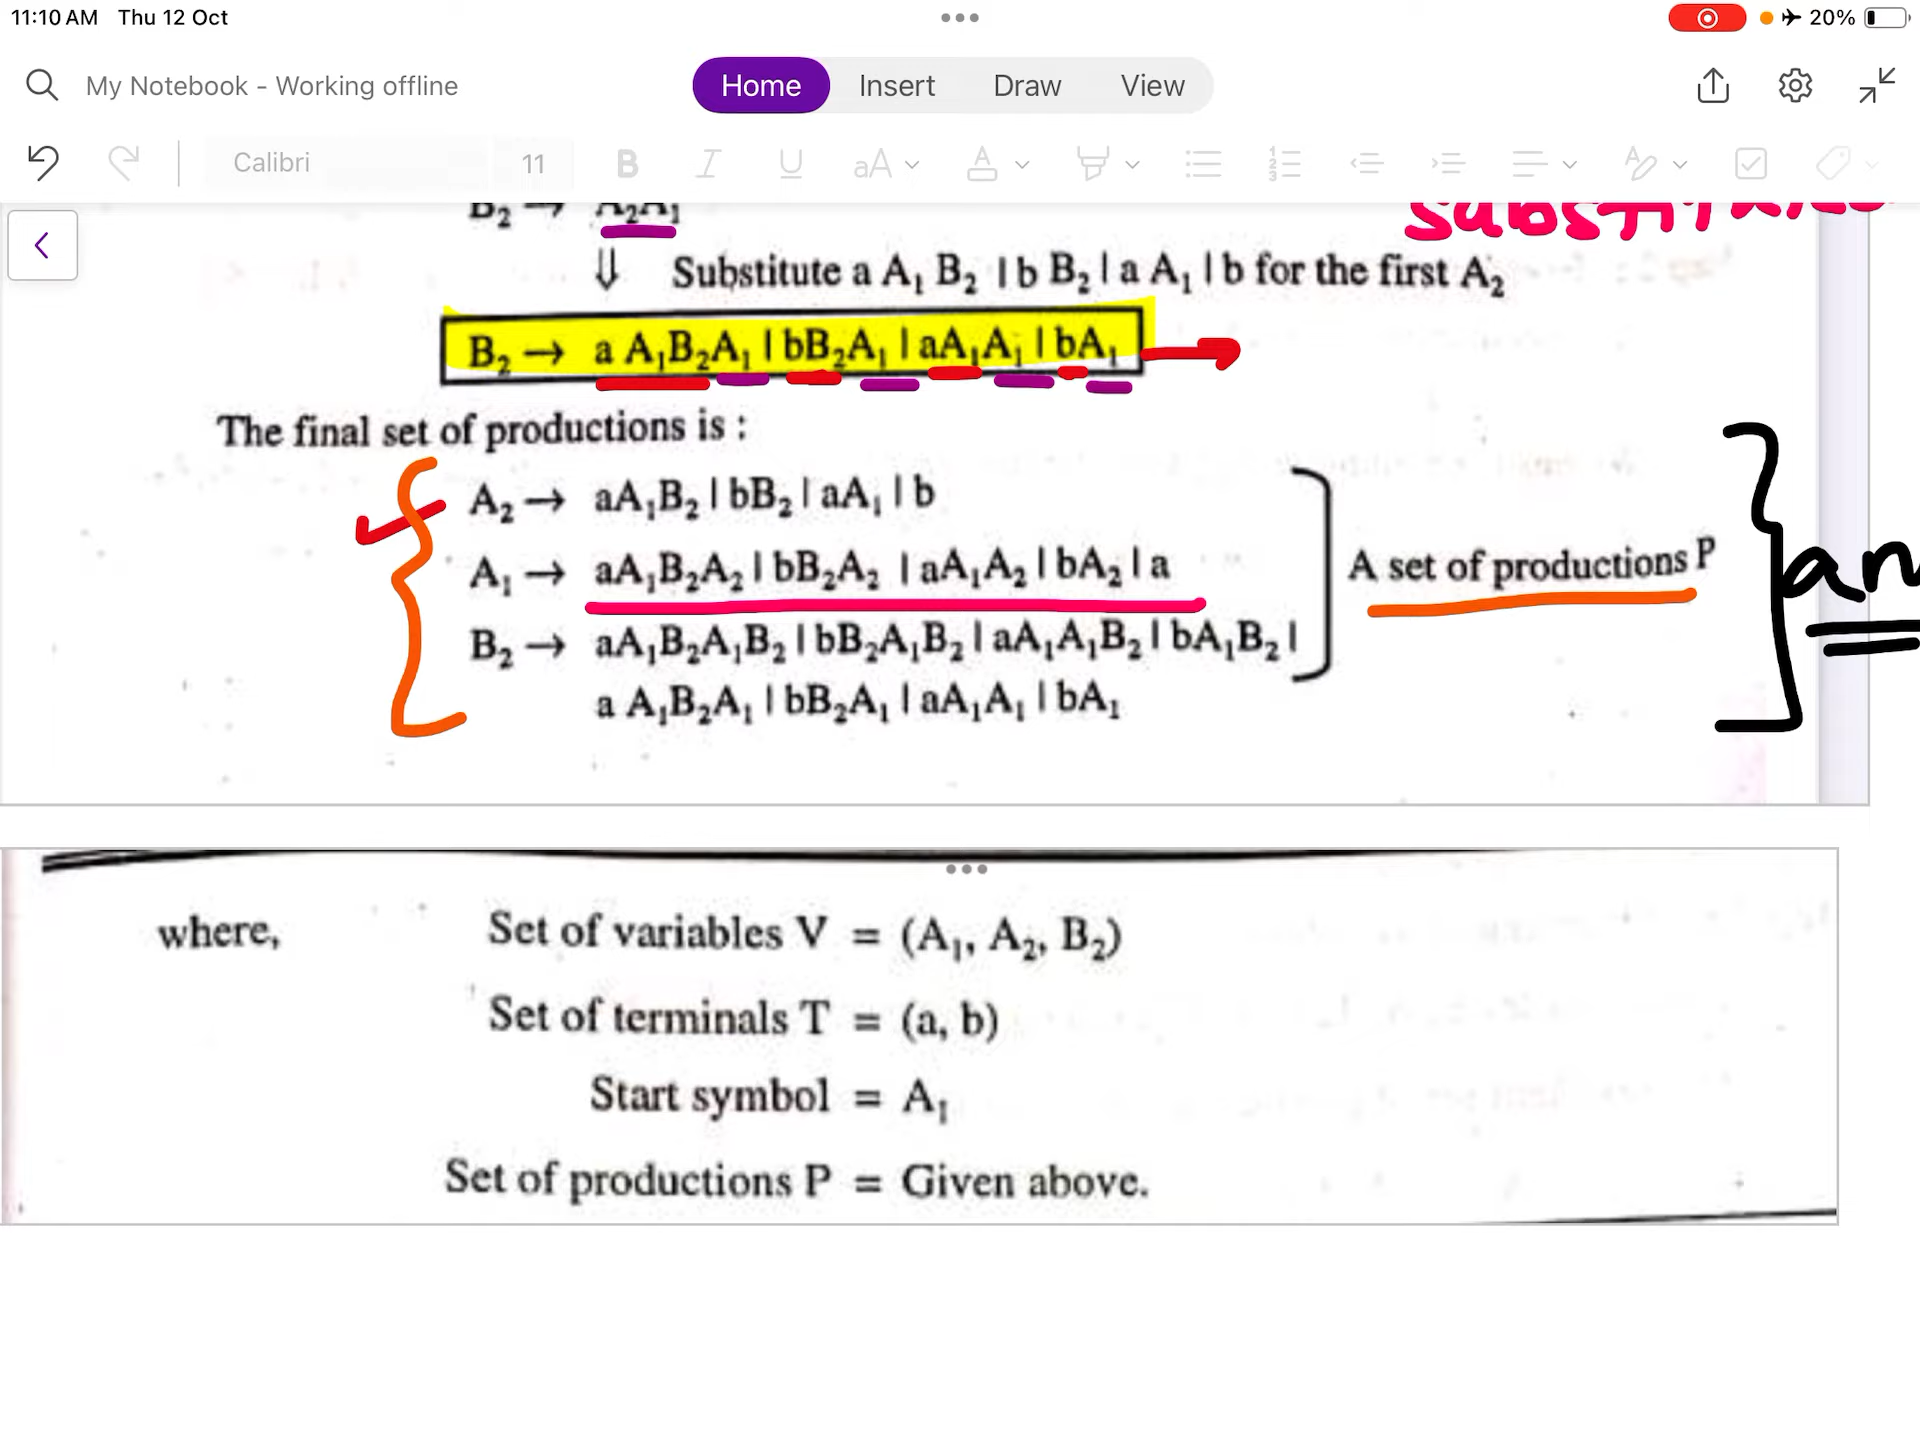 11:10 AM Thu 12 Oct
20%
My Notebook - Working offline
Home Insert Draw View
Calibri 11 B I U aA A
B₂ → A₂A₁
⇓ Substitute a A₁ B₂ | b B₂ | a A₁ | b for the first A₂
B₂ → a A₁B₂A₁ | bB₂A₁ | aA₁A₁ | bA₁
The final set of productions is :
A₂ → aA₁B₂ | bB₂ | aA₁ | b
A₁ → aA₁B₂A₂ | bB₂A₂ | aA₁A₂ | bA₂ | a
A set of productions P
B₂ → aA₁B₂A₁B₂ | bB₂A₁B₂ | aA₁A₁B₂ | bA₁B₂ |
a A₁B₂A₁ | bB₂A₁ | aA₁A₁ | bA₁
where, Set of variables V = (A₁, A₂, B₂)
Set of terminals T = (a, b)
Start symbol = A₁
Set of productions P = Given above.